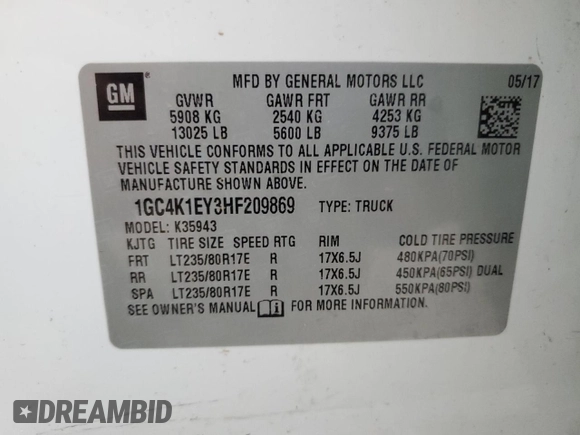 GM
MFD BY GENERAL MOTORS LLC 05/17
GVWR GAWR FRT GAWR RR
5908 KG 2540 KG 4253 KG
13025 LB 5600 LB 9375 LB
THIS VEHICLE CONFORMS TO ALL APPLICABLE U.S. FEDERAL MOTOR
VEHICLE SAFETY STANDARDS IN EFFECT ON THE DATE OF
MANUFACTURE SHOWN ABOVE.
1GC4K1EY3HF209869 TYPE: TRUCK
MODEL: K35943
KJTG TIRE SIZE SPEED RTG RIM COLD TIRE PRESSURE
FRT LT235/80R17E R 17X6.5J 480KPA(70PSI)
RR LT235/80R17E R 17X6.5J 450KPA(65PSI) DUAL
SPA LT235/80R17E R 17X6.5J 550KPA(80PSI)
SEE OWNER'S MANUAL FOR MORE INFORMATION.
DREAMBID